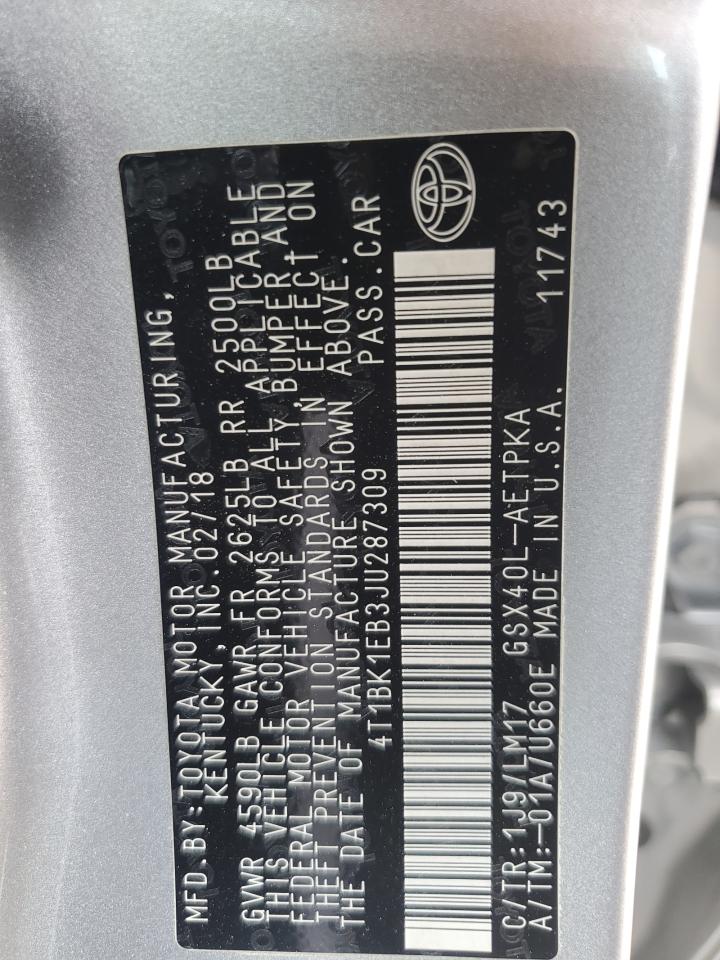 MFD.BY:TOYOTA MOTOR MANUFACTURING,
KENTUCKY, INC.02/18
GVWR 4590LB GAWR FR 2625LB RR 2500LB
THIS VEHICLE CONFORMS TO ALL APPLICABLE
FEDERAL MOTOR VEHICLE SAFETY,BUMPER,AND
THEFT PREVENTION STANDARDS IN EFFECT ON
THE DATE OF MANUFACTURE SHOWN ABOVE.
4T1BK1EB3JU287309 PASS.CAR
C/TR:1J9/LM17 GSX40L-AETPKA 11743
A/TM:-01A/U660E MADE IN U.S.A.